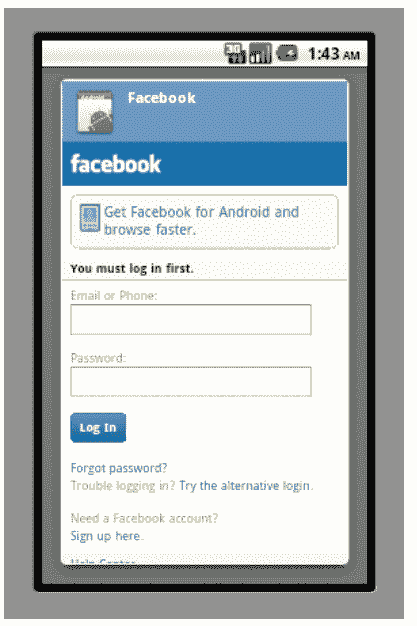 1:43 AM
Facebook
facebook
Get Facebook for Android and
browse faster.
You must log in first.
Email or Phone:
Password:
Log In
Forgot password?
Trouble logging in? Try the alternative login.
Need a Facebook account?
Sign up here.